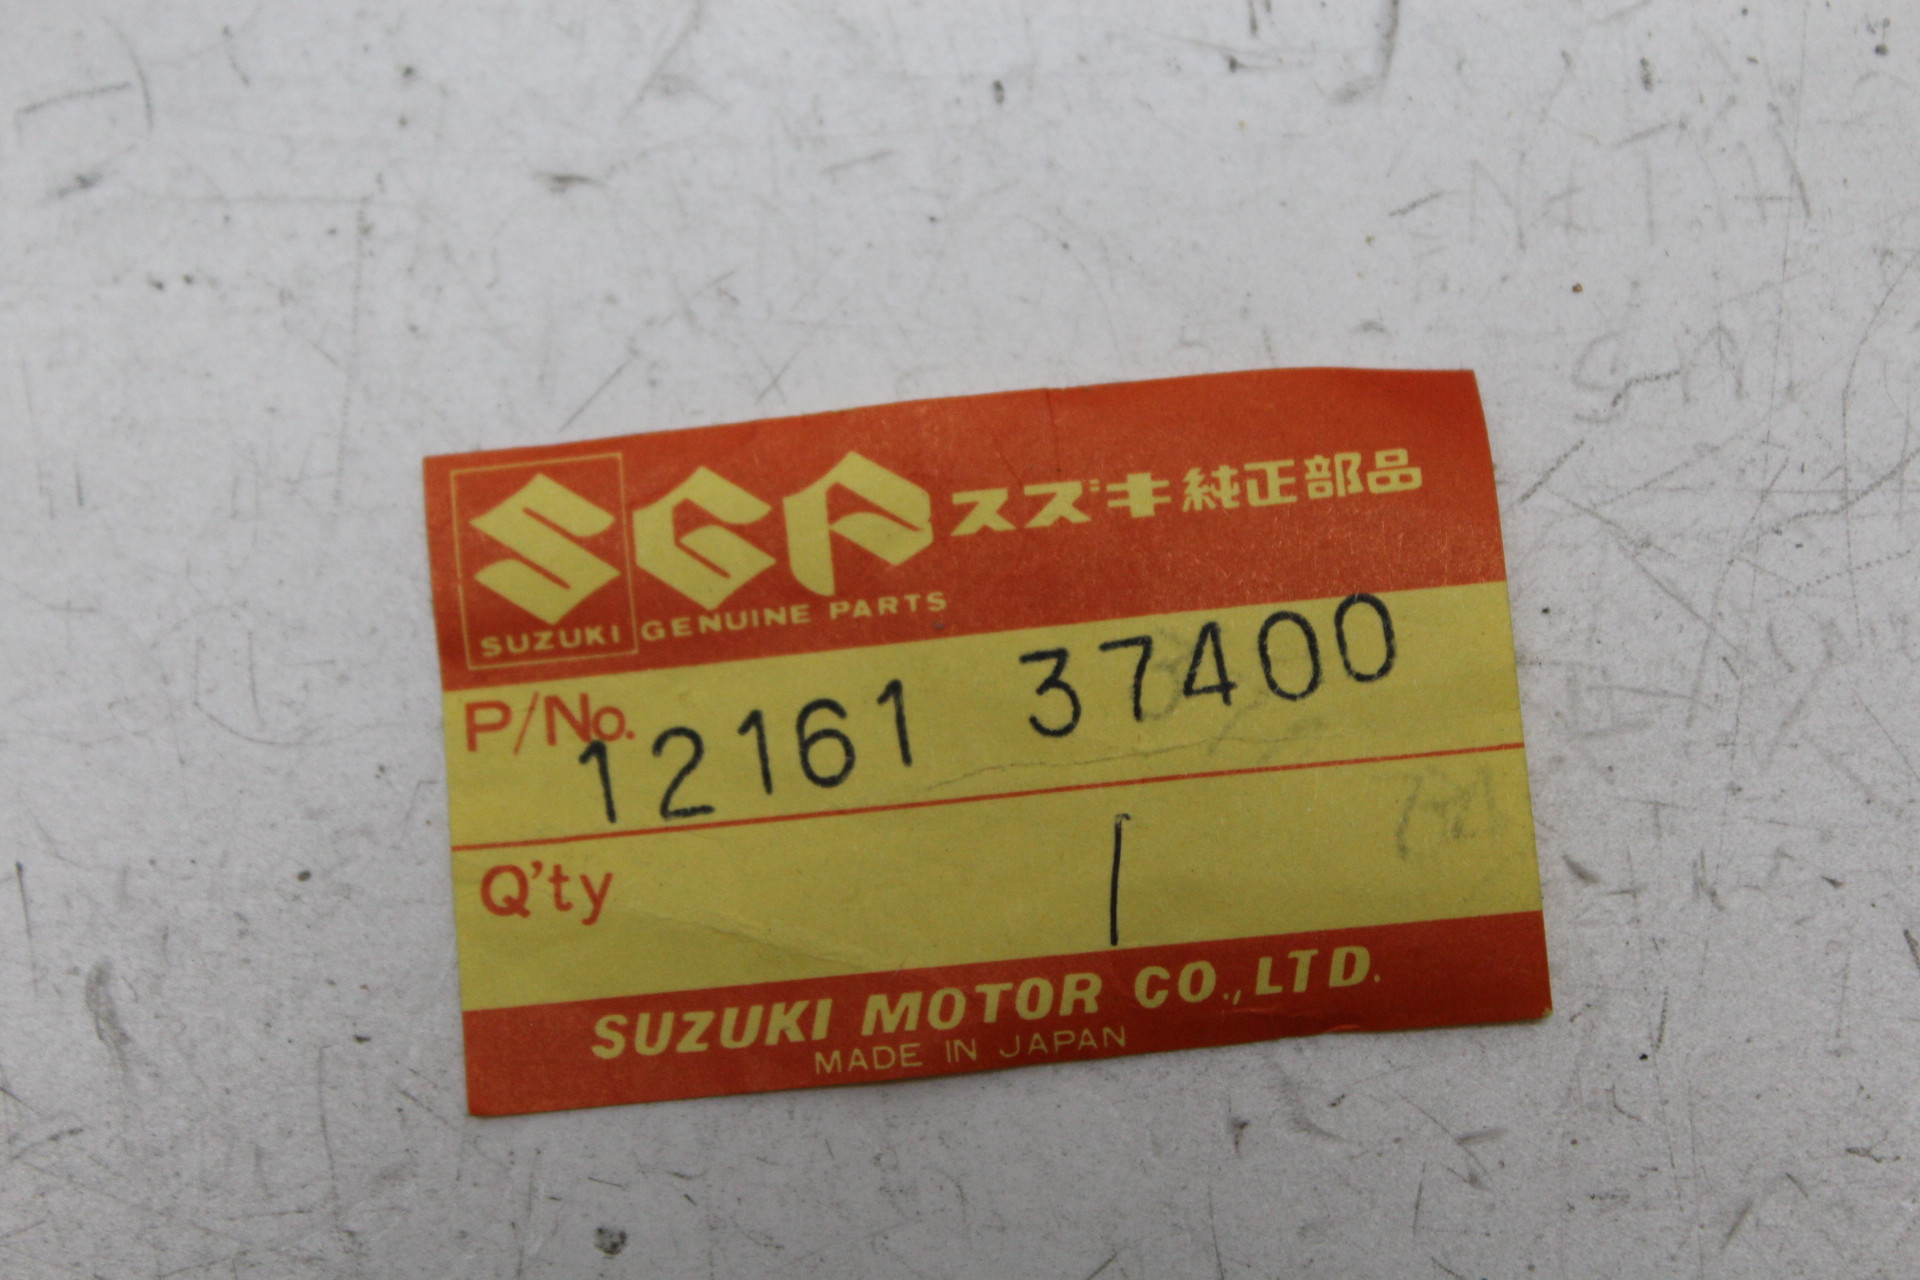 SGP スズキ純正部品
SUZUKI GENUINE PARTS
P/No. 12161 37400
Q'ty 1
SUZUKI MOTOR CO., LTD.
MADE IN JAPAN